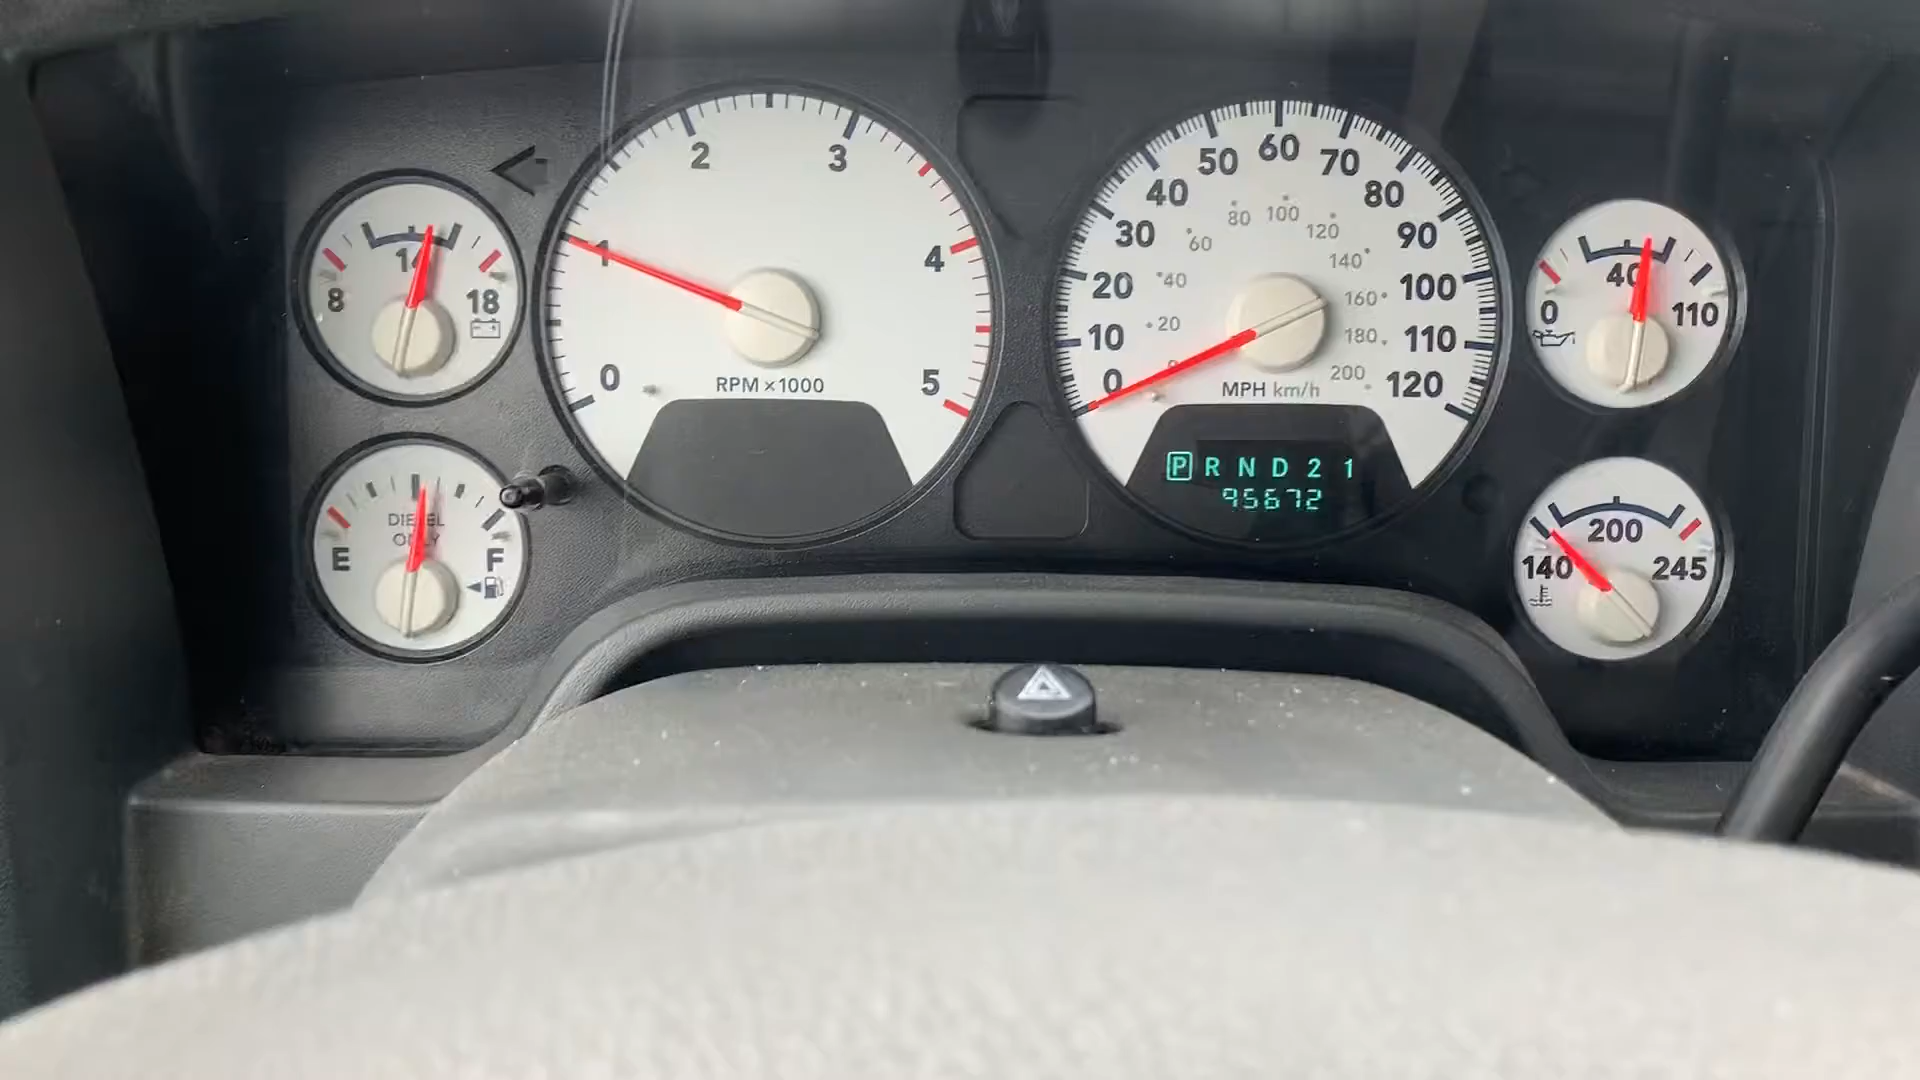 8 14 18
E DIESEL ONLY F
0 1 2 3 4 5
RPM x1000
0 10 20 30 40 50 60 70 80 90 100 110 120
20 40 60 80 100 120 140 160 180 200
MPH km/h
P R N D 2 1
95672
0 40 110
140 200 245